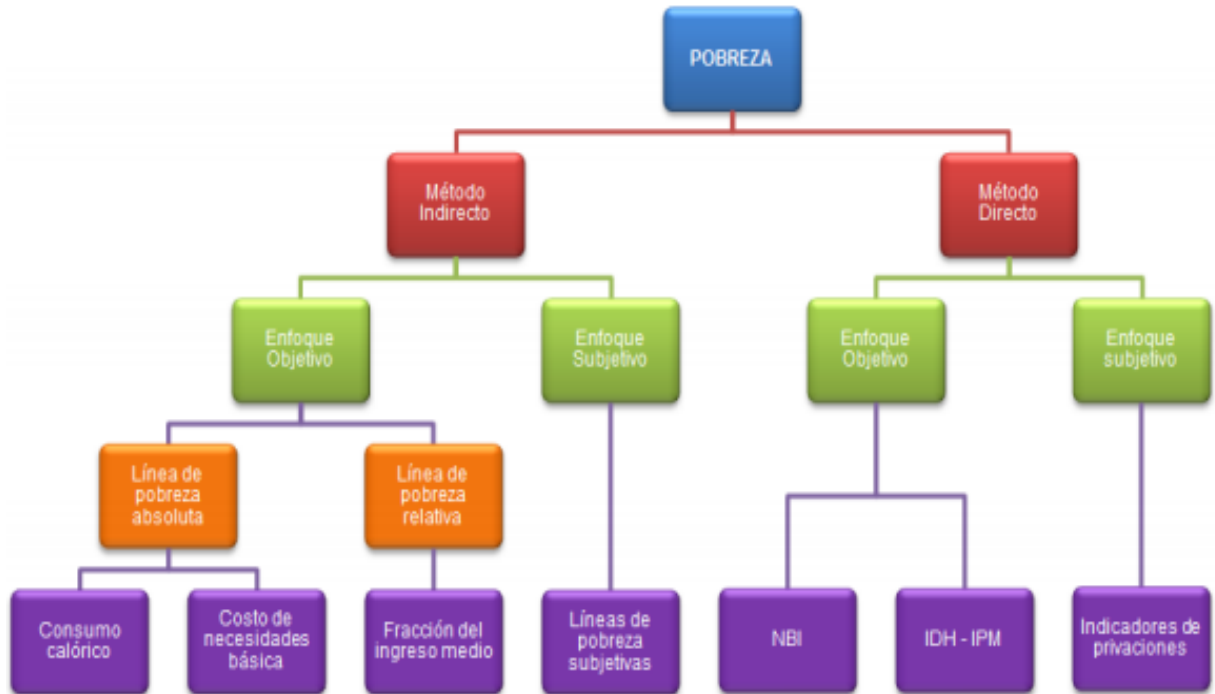 POBREZA
Método
Indirecto
Método
Directo
Enfoque
Objetivo
Enfoque
Subjetivo
Enfoque
Objetivo
Enfoque
subjetivo
Línea de
pobreza
absoluta
Línea de
pobreza
relativa
Consumo
calórico
Costo de
necesidades
básica
Fracción del
ingreso medio
Líneas de
pobreza
subjetivas
NBI
IDH - IPM
Indicadores de
privaciones